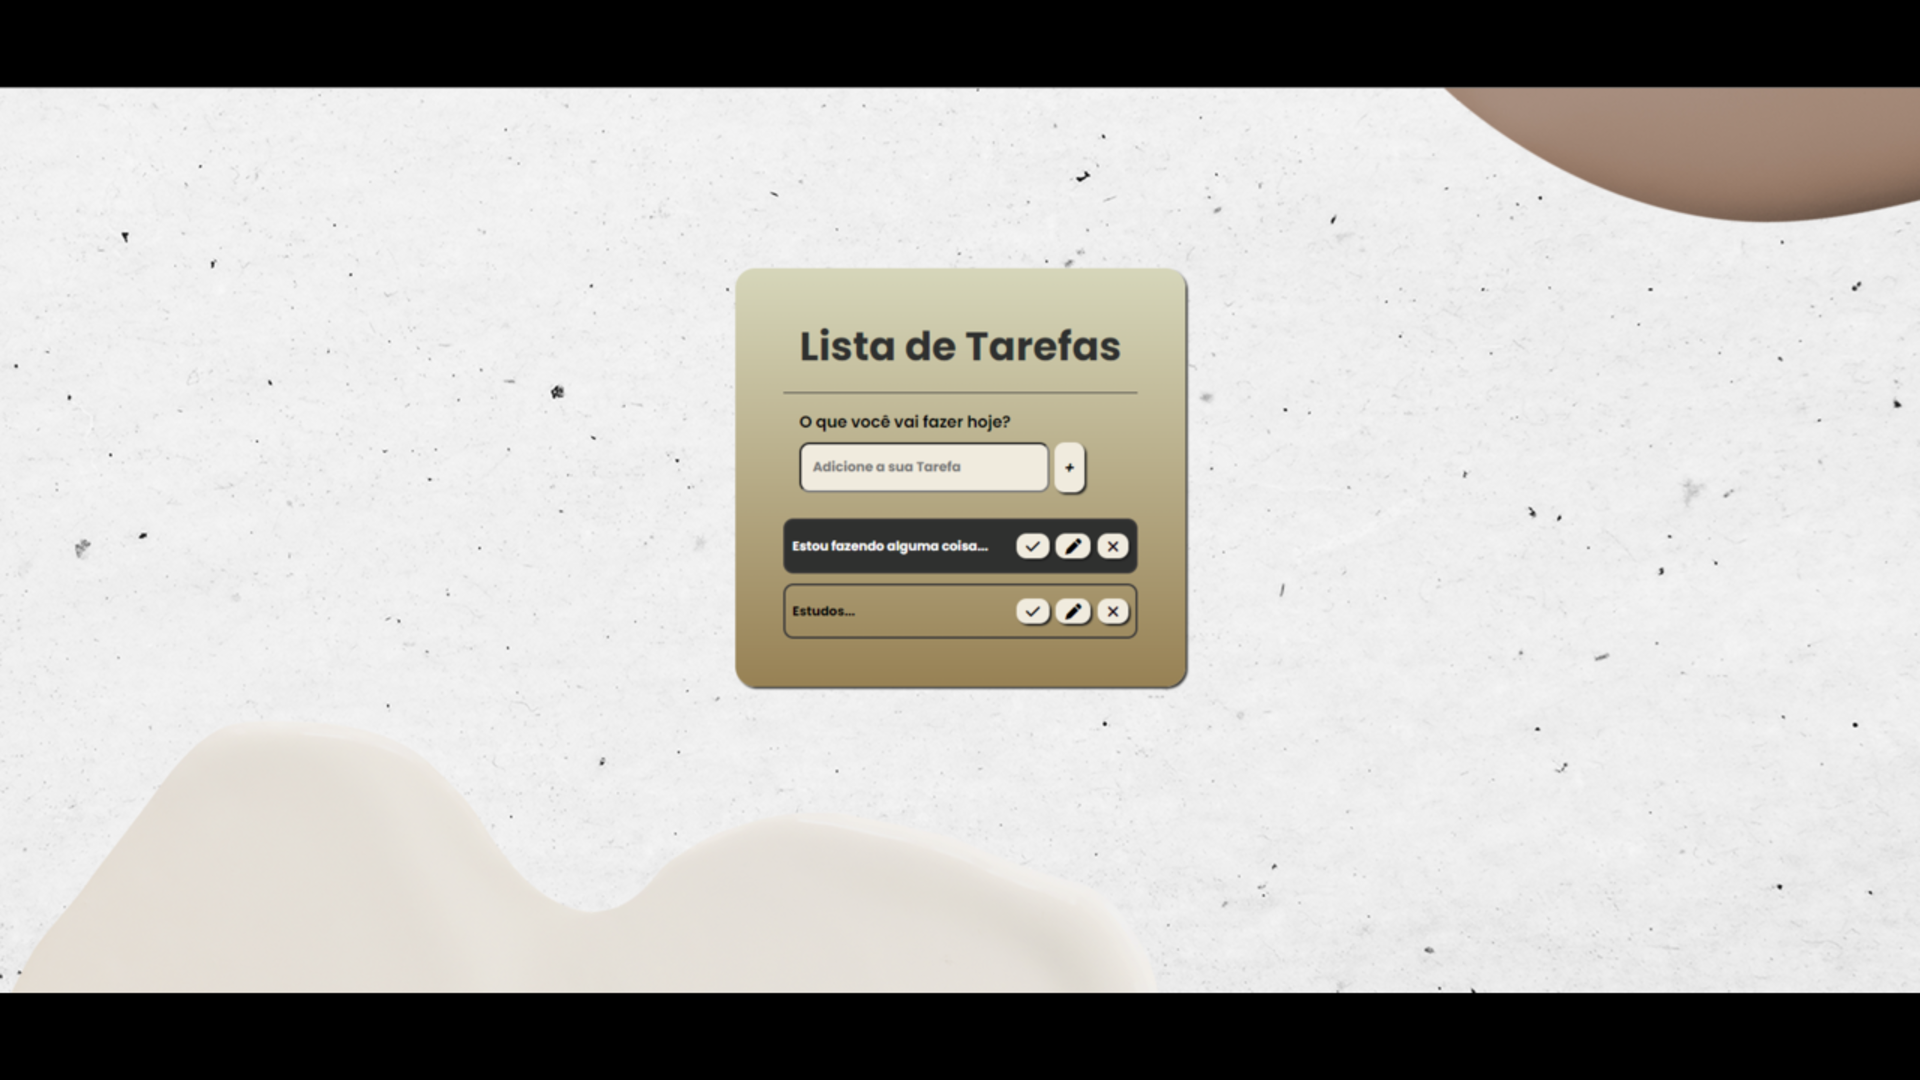 Lista de Tarefas
O que você vai fazer hoje?
Adicione a sua Tarefa
+
Estou fazendo alguma coisa...
Estudos...